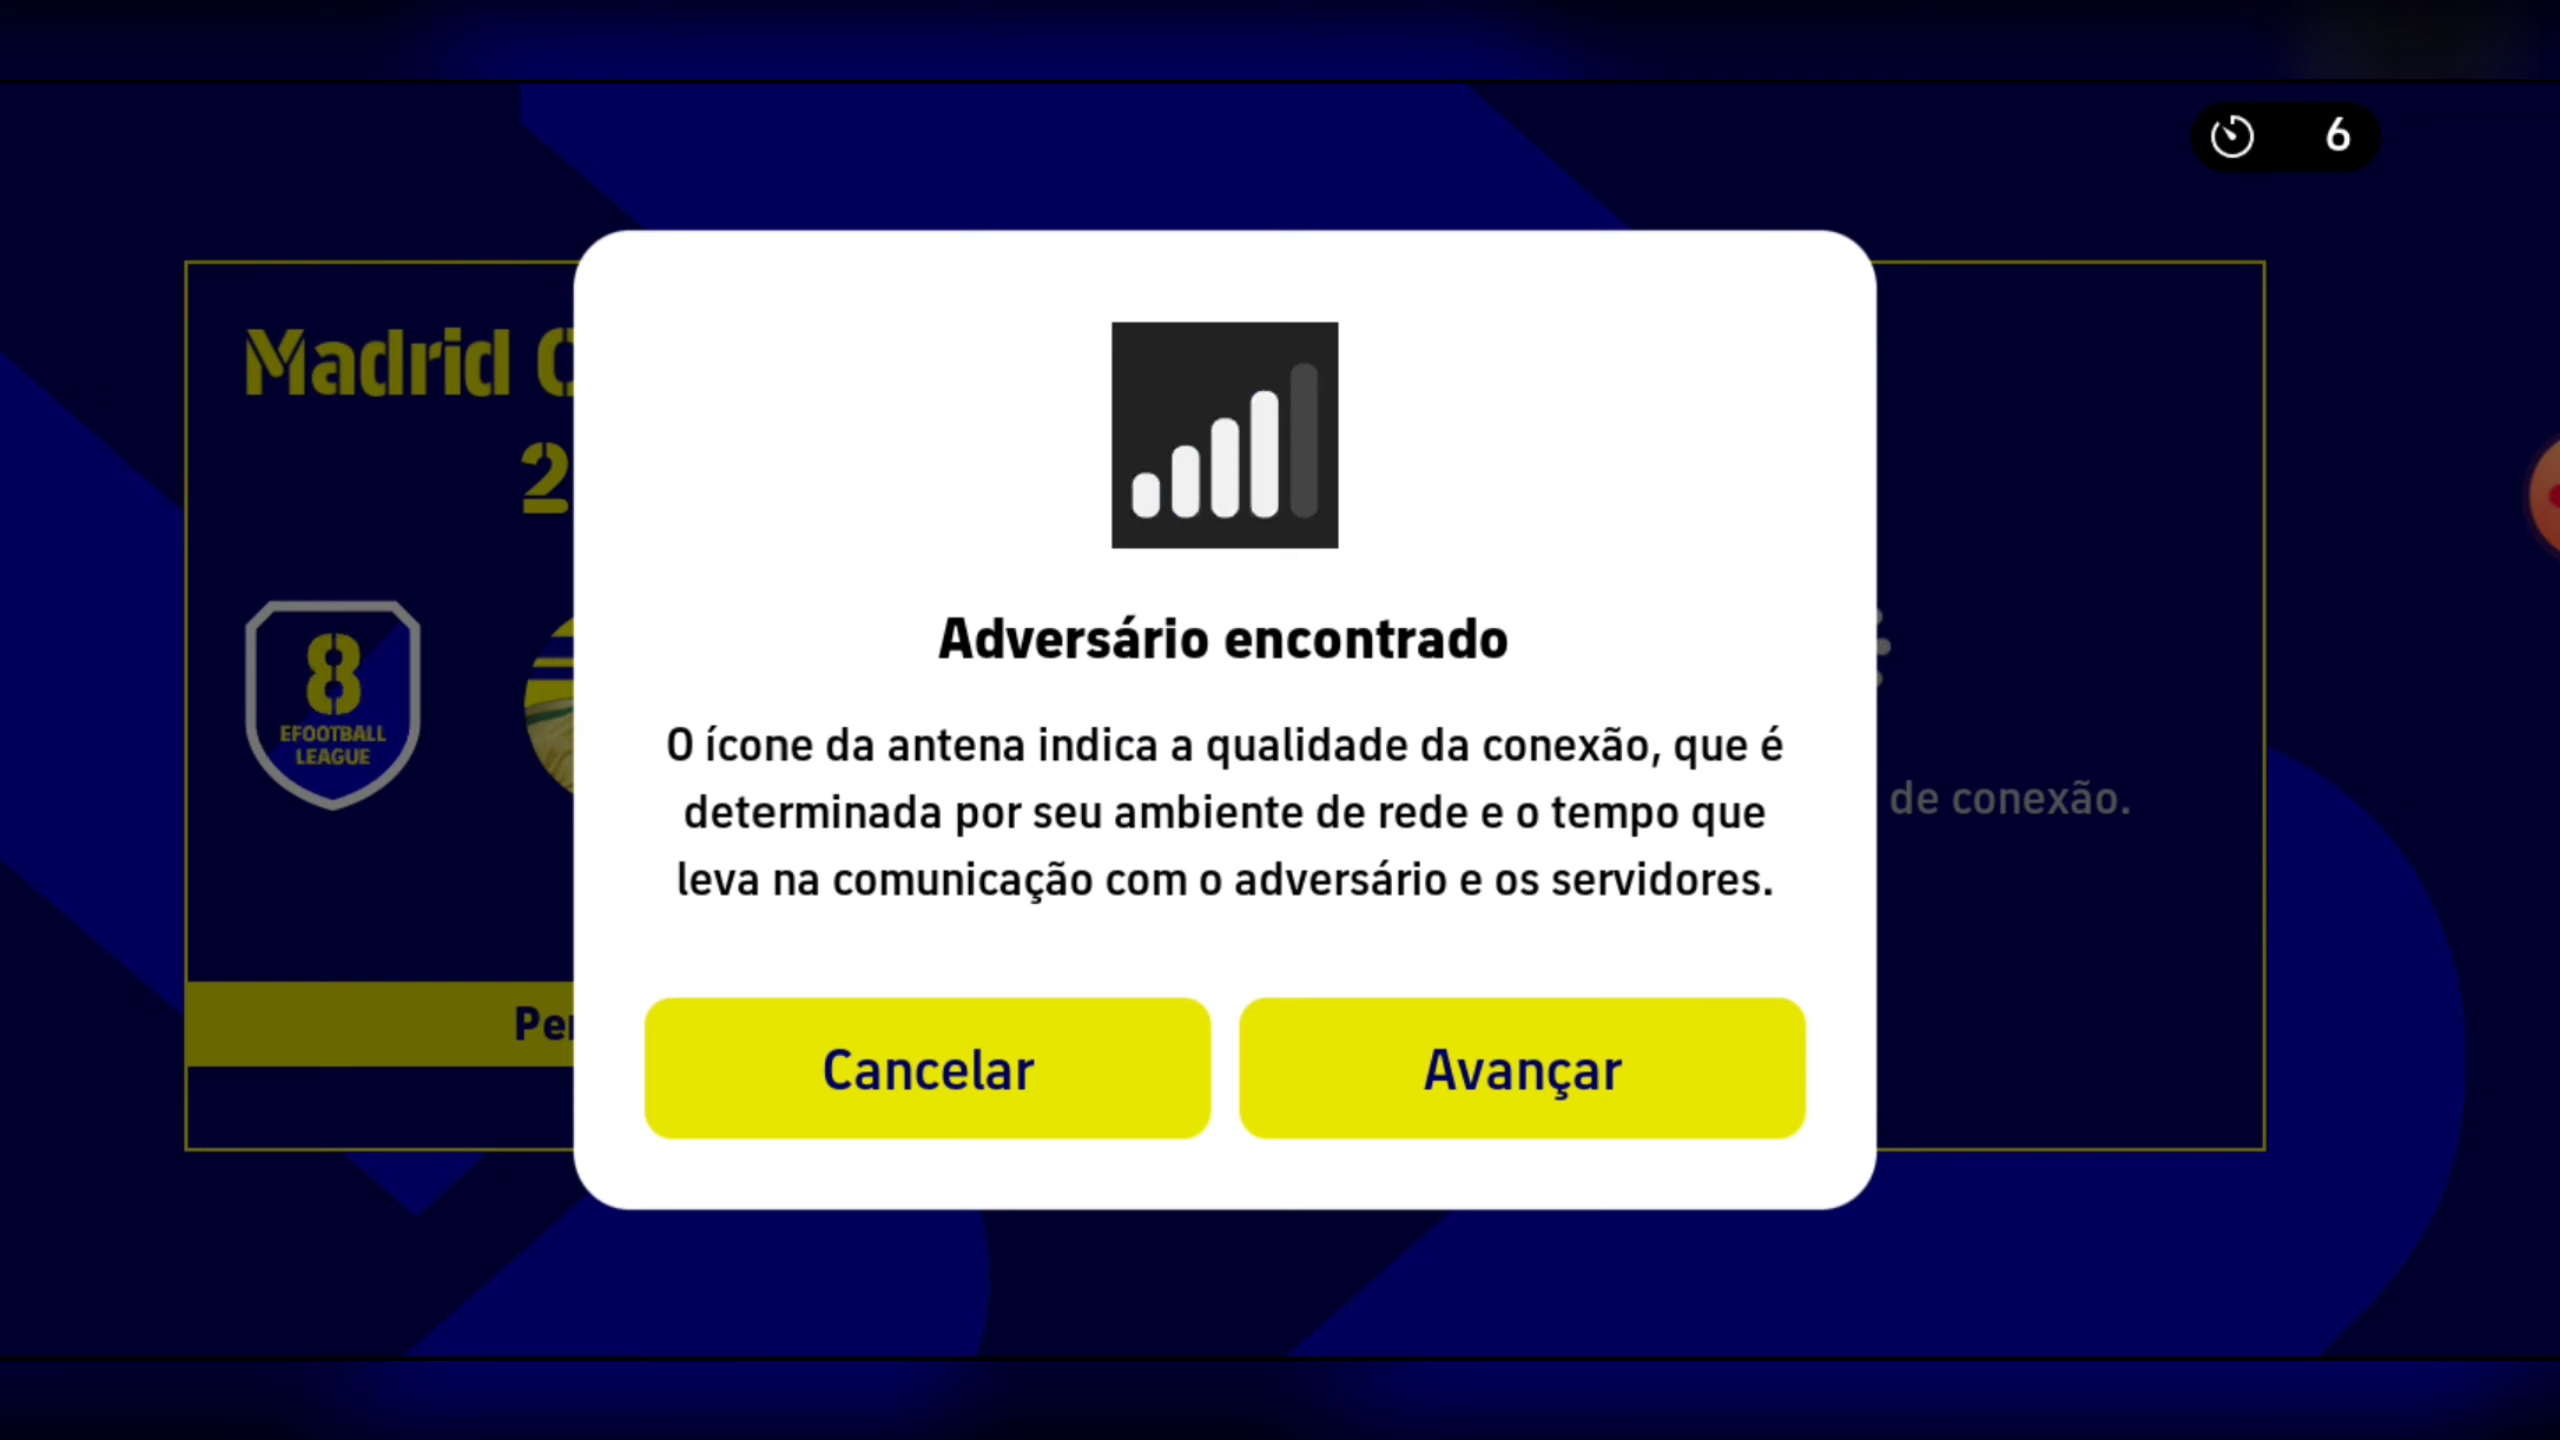 6
Madrid
2
8
EFOOTBALL
LEAGUE
Adversário encontrado
O ícone da antena indica a qualidade da conexão, que é
determinada por seu ambiente de rede e o tempo que
leva na comunicação com o adversário e os servidores.
de conexão.
Cancelar
Avançar